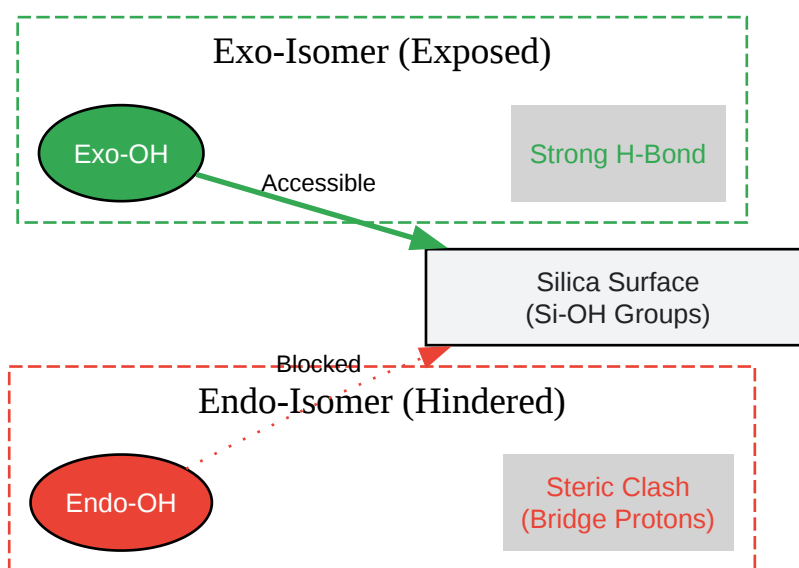 Exo-Isomer (Exposed)
Exo-OH
Strong H-Bond
Accessible
Silica Surface
(Si-OH Groups)
Blocked
Endo-Isomer (Hindered)
Endo-OH
Steric Clash
(Bridge Protons)